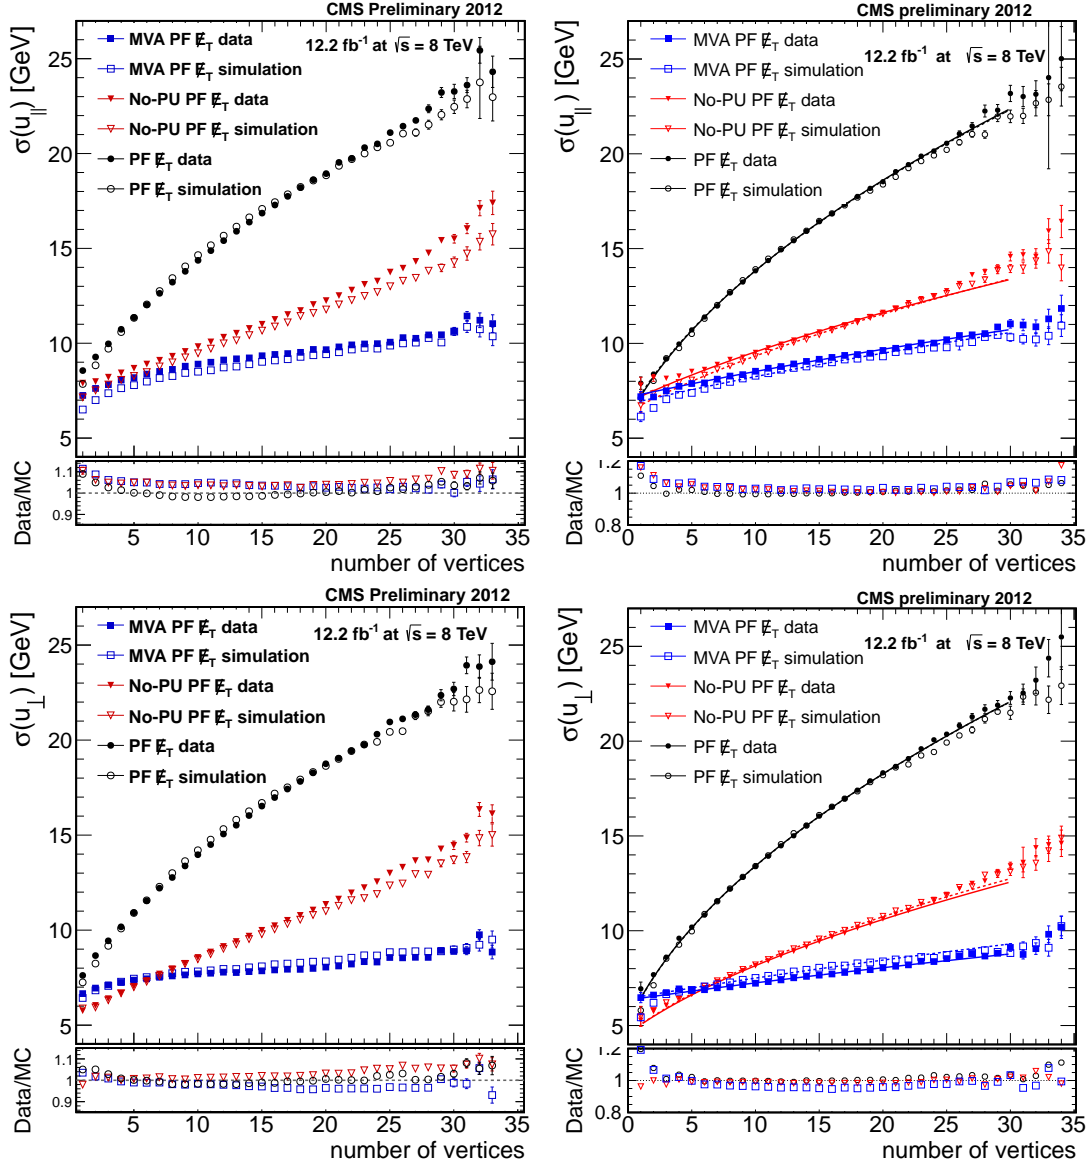 CMS Preliminary 2012
σ(u||) [GeV]
MVA PF E̸T data
MVA PF E̸T simulation
No-PU PF E̸T data
No-PU PF E̸T simulation
PF E̸T data
PF E̸T simulation
12.2 fb-1 at √s = 8 TeV
25
20
15
10
5
Data/MC
1.1
1
0.9
5 10 15 20 25 30 35
number of vertices
CMS preliminary 2012
σ(u||) [GeV]
MVA PF E̸T data
MVA PF E̸T simulation
No-PU PF E̸T data
No-PU PF E̸T simulation
PF E̸T data
PF E̸T simulation
12.2 fb-1 at √s = 8 TeV
25
20
15
10
5
Data/MC
1.2
1
0.8
0 5 10 15 20 25 30 35
number of vertices
CMS Preliminary 2012
σ(u⊥) [GeV]
MVA PF E̸T data
MVA PF E̸T simulation
No-PU PF E̸T data
No-PU PF E̸T simulation
PF E̸T data
PF E̸T simulation
12.2 fb-1 at √s = 8 TeV
25
20
15
10
5
Data/MC
1.1
1
0.9
5 10 15 20 25 30 35
number of vertices
CMS preliminary 2012
σ(u⊥) [GeV]
MVA PF E̸T data
MVA PF E̸T simulation
No-PU PF E̸T data
No-PU PF E̸T simulation
PF E̸T data
PF E̸T simulation
12.2 fb-1 at √s = 8 TeV
25
20
15
10
5
Data/MC
1.2
1
0.8
0 5 10 15 20 25 30 35
number of vertices